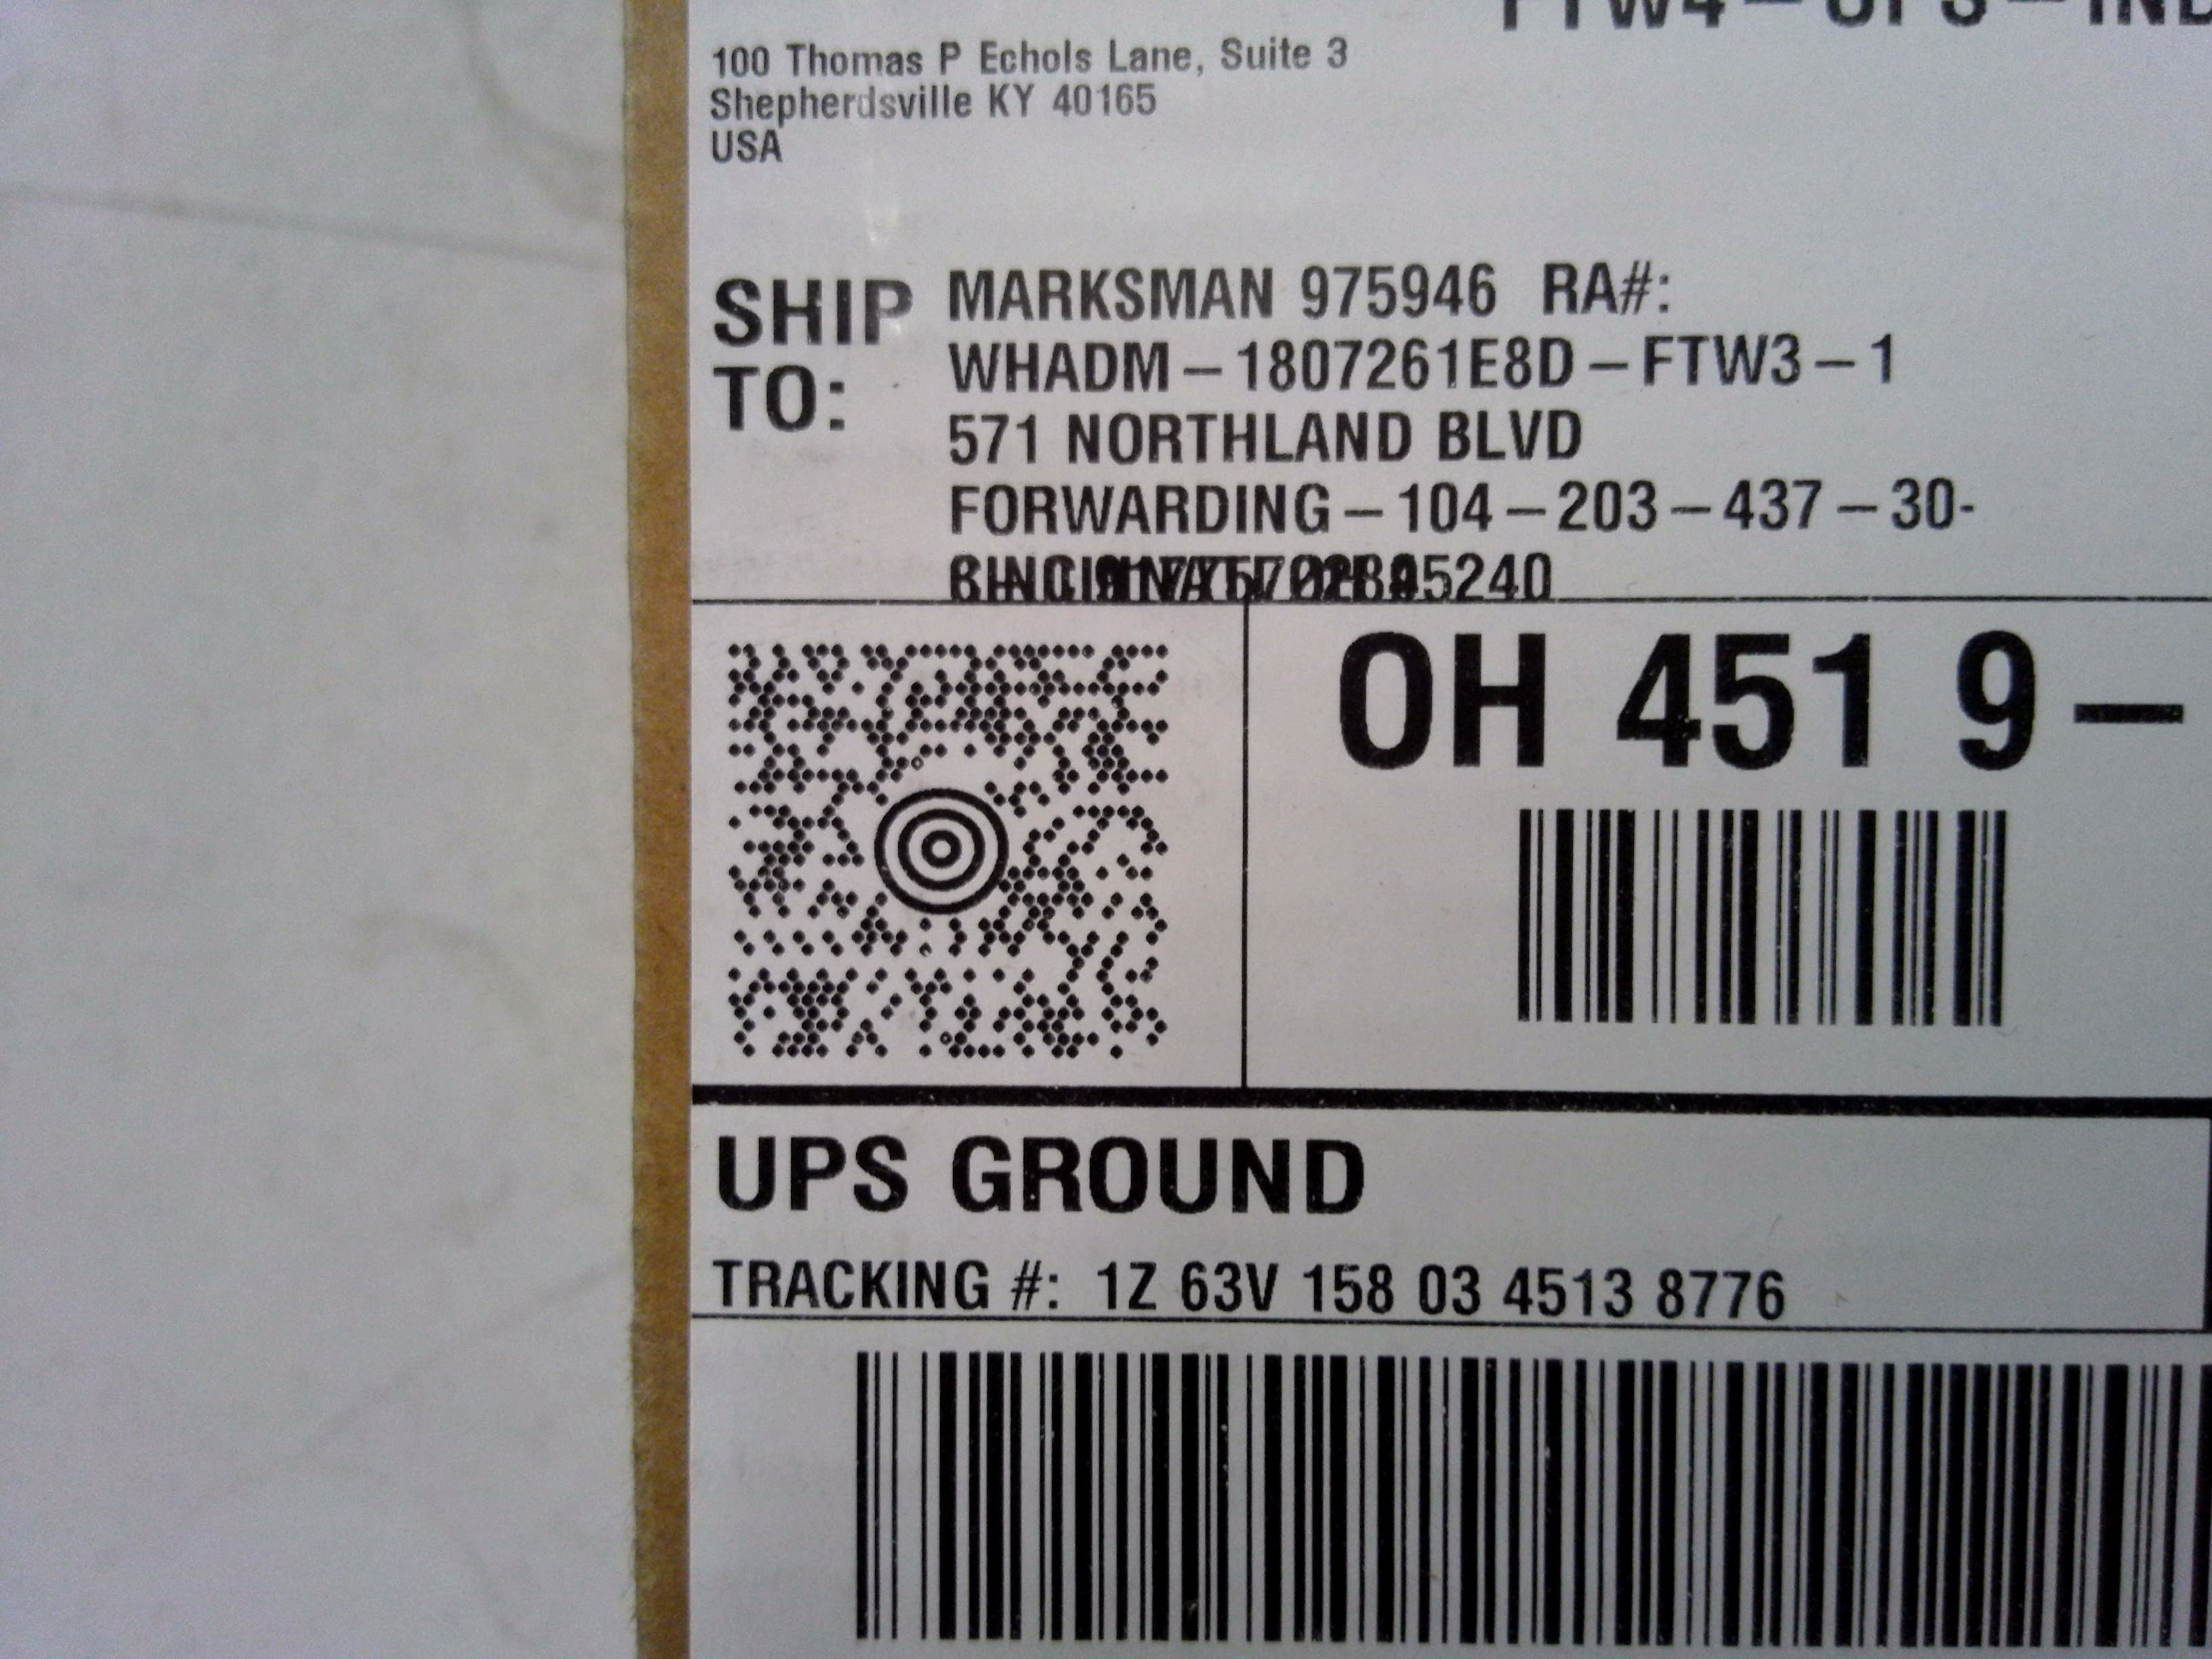 100 Thomas P Echols Lane, Suite 3
Shepherdsville KY 40165
USA
SHIP TO:
MARKSMAN 975946 RA#:
WHADM-1807261E8D-FTW3-1
571 NORTHLAND BLVD
FORWARDING-104-203-437-30-
OH 451 9-
UPS GROUND
TRACKING #: 1Z 63V 158 03 4513 8776